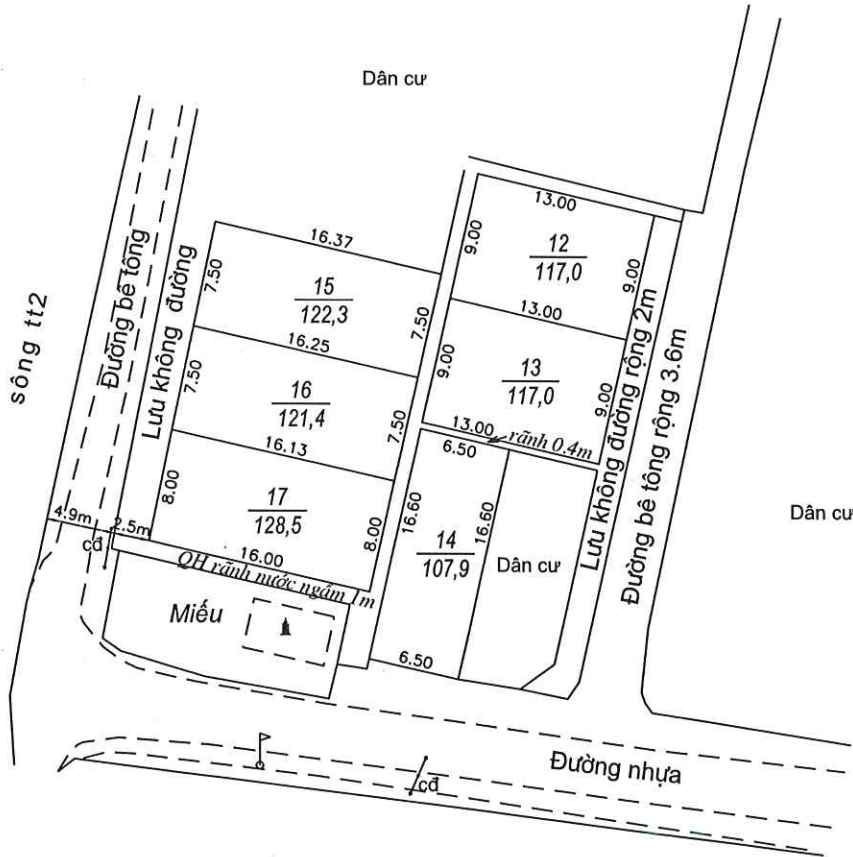 Dân cư
13.00
9.00
12
117,0
9.00
16.37
7.50
15
122,3
7.50
13.00
Đường bê tông
Lưu không đường
sông tt2
16.25
7.50
16
121,4
7.50
9.00
13
117,0
9.00
13.00
rãnh 0.4m
Lưu không đường rộng 2m
Đường bê tông rộng 3.6m
16.13
8.00
17
128,5
8.00
16.00
6.50
16.60
14
107,9
16.60
6.50
Dân cư
Dân cư
4.9m
2.5m
cđ
QH rãnh nước ngầm 1m
Miếu
Đường nhựa
cđ